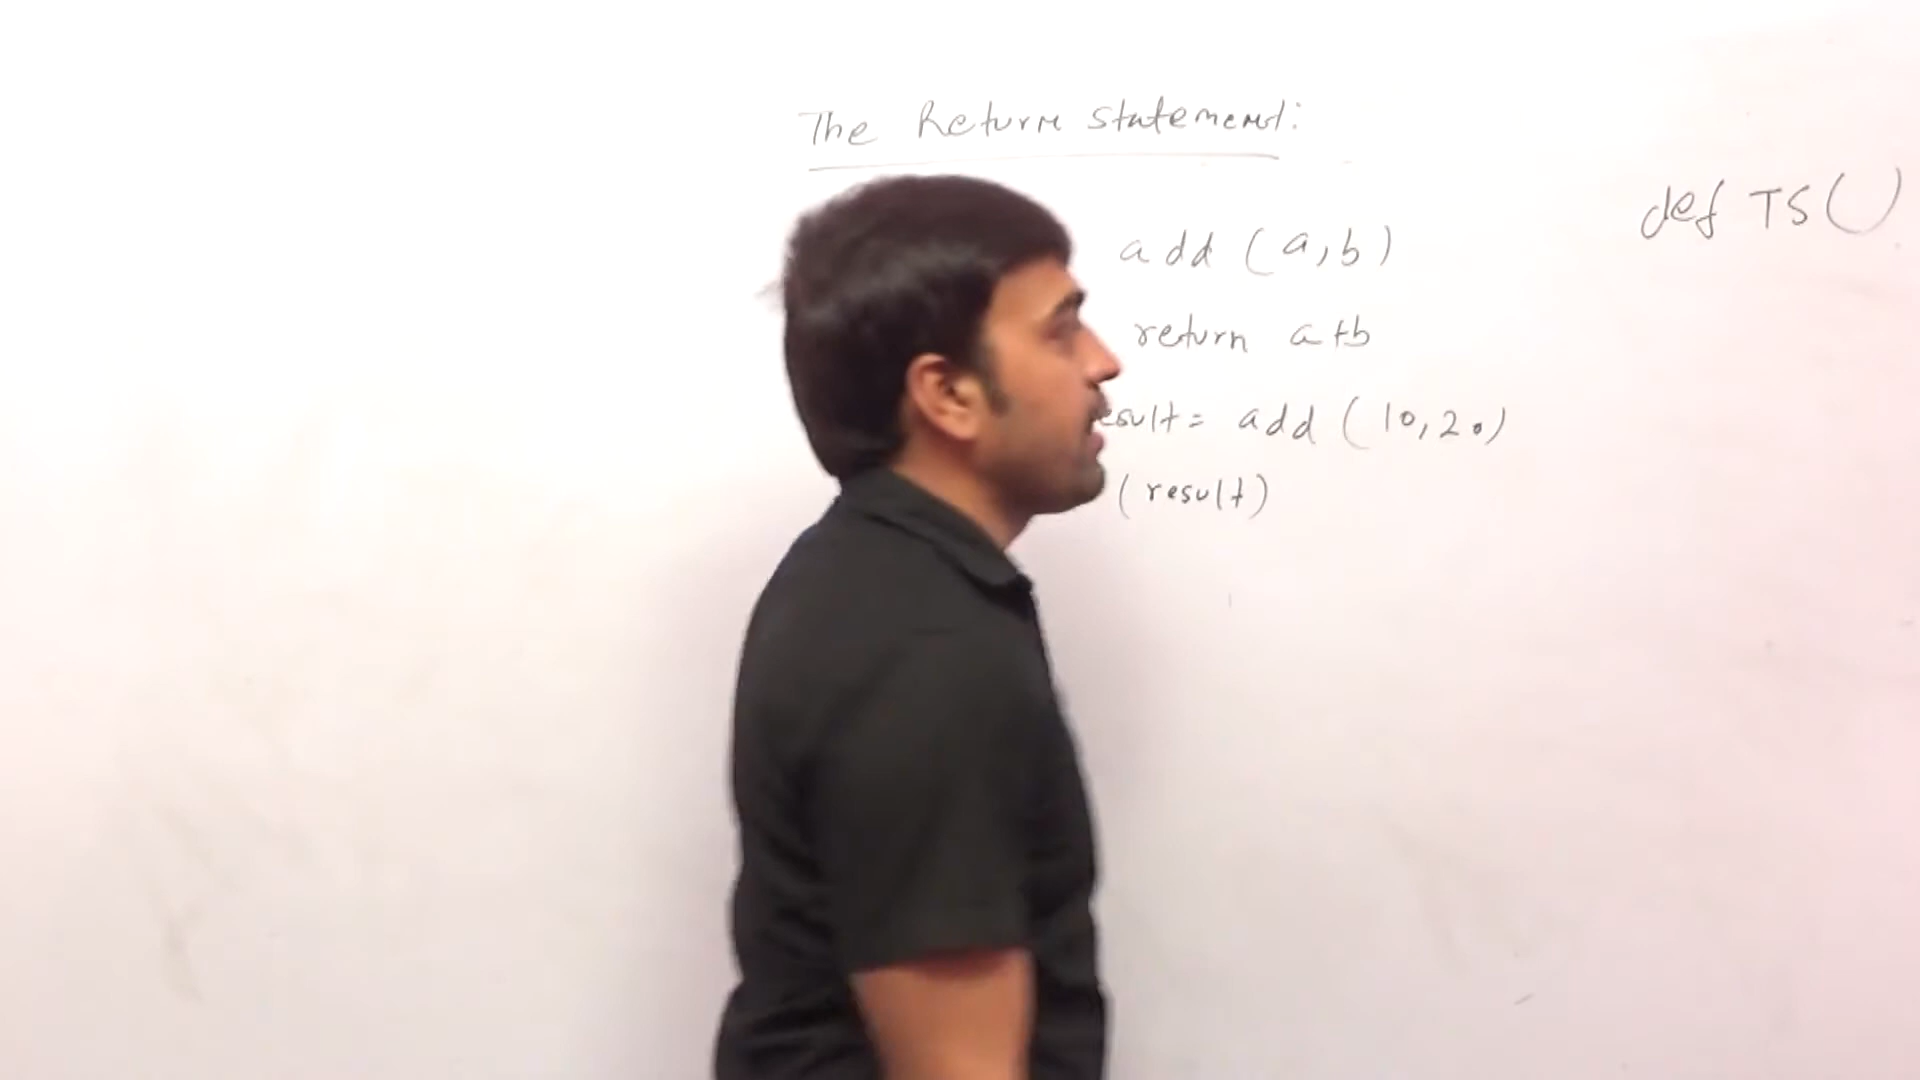 The Return statement:
add (a,b)
return a+b
esult= add (10,20)
(result)
def TS()